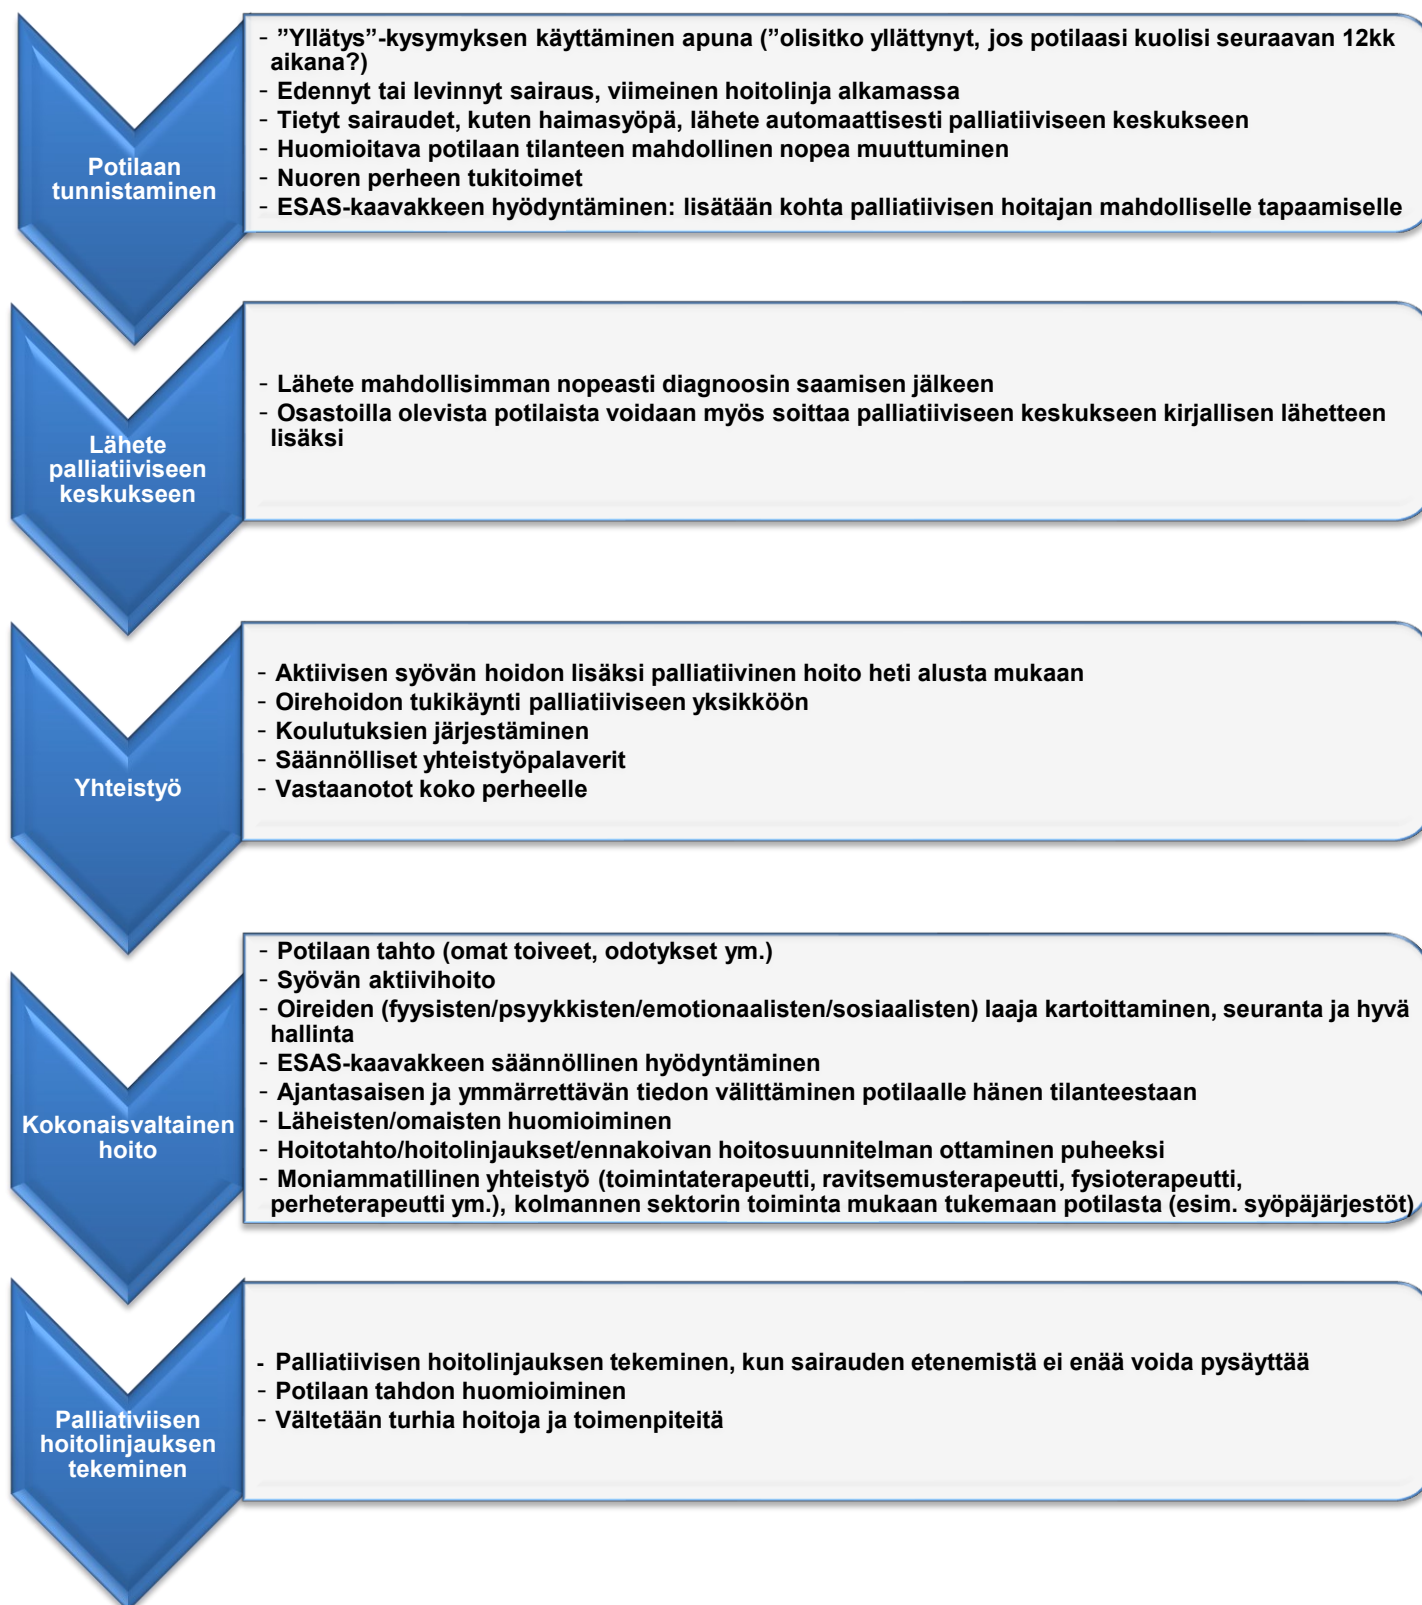 Potilaan
tunnistaminen
- ”Yllätys”-kysymyksen käyttäminen apuna (”olisitko yllättynyt, jos potilaasi kuolisi seuraavan 12kk
aikana?)
- Edennyt tai levinnyt sairaus, viimeinen hoitolinja alkamassa
- Tietyt sairaudet, kuten haimasyöpä, lähete automaattisesti palliatiiviseen keskukseen
- Huomioitava potilaan tilanteen mahdollinen nopea muuttuminen
- Nuoren perheen tukitoimet
- ESAS-kaavakkeen hyödyntäminen: lisätään kohta palliatiivisen hoitajan mahdolliselle tapaamiselle
Lähete
palliatiiviseen
keskukseen
- Lähete mahdollisimman nopeasti diagnoosin saamisen jälkeen
- Osastoilla olevista potilaista voidaan myös soittaa palliatiiviseen keskukseen kirjallisen lähetteen
lisäksi
Yhteistyö
- Aktiivisen syövän hoidon lisäksi palliatiivinen hoito heti alusta mukaan
- Oirehoidon tukikäynti palliatiiviseen yksikköön
- Koulutuksien järjestäminen
- Säännölliset yhteistyöpalaverit
- Vastaanotot koko perheelle
Kokonaisvaltainen
hoito
- Potilaan tahto (omat toiveet, odotykset ym.)
- Syövän aktiivihoito
- Oireiden (fyysisten/psyykkisten/emotionaalisten/sosiaalisten) laaja kartoittaminen, seuranta ja hyvä
hallinta
- ESAS-kaavakkeen säännöllinen hyödyntäminen
- Ajantasaisen ja ymmärrettävän tiedon välittäminen potilaalle hänen tilanteestaan
- Läheisten/omaisten huomioiminen
- Hoitotahto/hoitolinjaukset/ennakoivan hoitosuunnitelman ottaminen puheeksi
- Moniammatillinen yhteistyö (toimintaterapeutti, ravitsemusterapeutti, fysioterapeutti,
perheterapeutti ym.), kolmannen sektorin toiminta mukaan tukemaan potilasta (esim. syöpäjärjestöt)
Palliativiisen
hoitolinjauksen
tekeminen
- Palliatiivisen hoitolinjauksen tekeminen, kun sairauden etenemistä ei enää voida pysäyttää
- Potilaan tahdon huomioiminen
- Vältetään turhia hoitoja ja toimenpiteitä